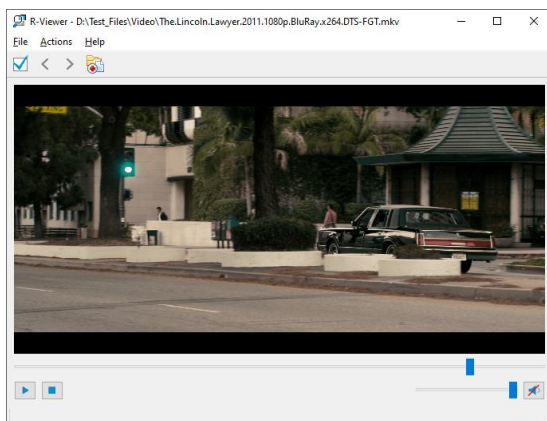 R-Viewer - D:\Test_Files\Video\The.Lincoln.Lawyer.2011.1080p.BluRay.x264.DTS-FGT.mkv
File Actions Help